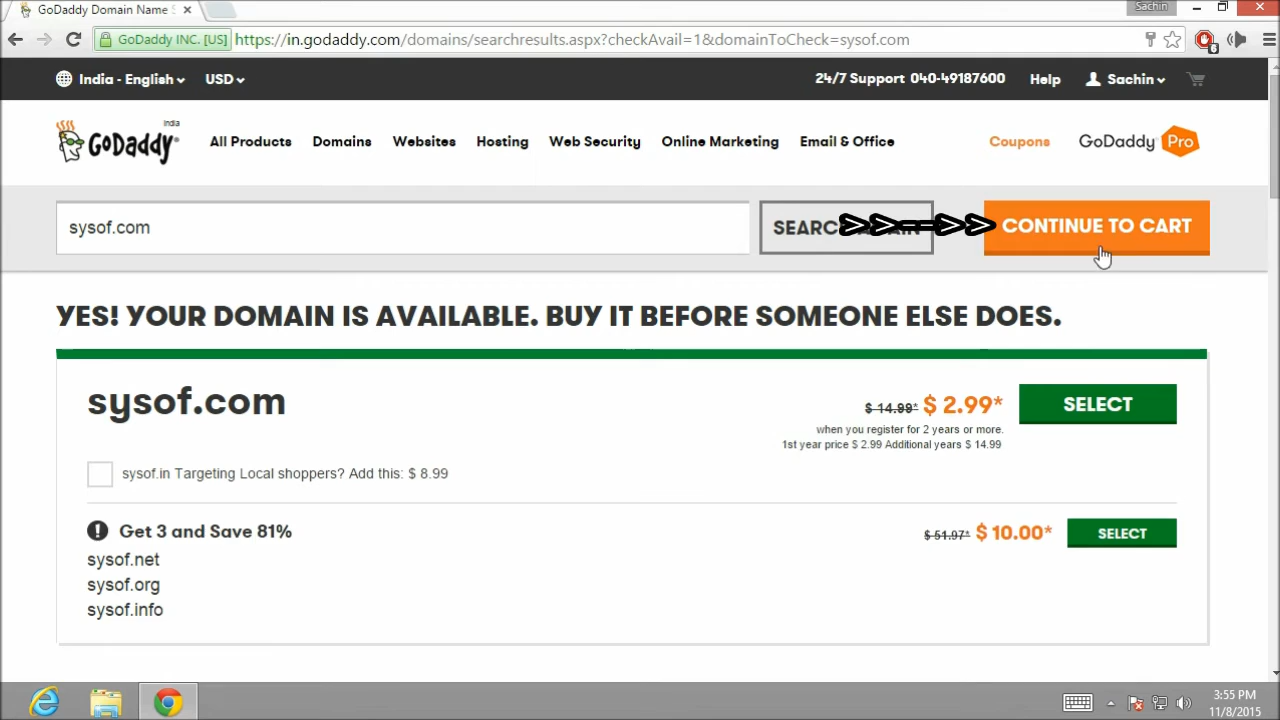 GoDaddy Domain Name S
Sachin
GoDaddy INC. [US]
https://in.godaddy.com/domains/searchresults.aspx?checkAvail=1&domainToCheck=sysof.com
6
India - English
USD
24/7 Support 040-49187600
Help
Sachin
India
GoDaddy
All Products
Domains
Websites
Hosting
Web Security
Online Marketing
Email & Office
Coupons
GoDaddy Pro
sysof.com
SEARCH AGAIN
CONTINUE TO CART
YES! YOUR DOMAIN IS AVAILABLE. BUY IT BEFORE SOMEONE ELSE DOES.
sysof.com
$ 14.99* $ 2.99*
SELECT
when you register for 2 years or more.
1st year price $ 2.99 Additional years $ 14.99
sysof.in Targeting Local shoppers? Add this: $ 8.99
Get 3 and Save 81%
$ 51.97* $ 10.00*
SELECT
sysof.net
sysof.org
sysof.info
3:55 PM
11/8/2015